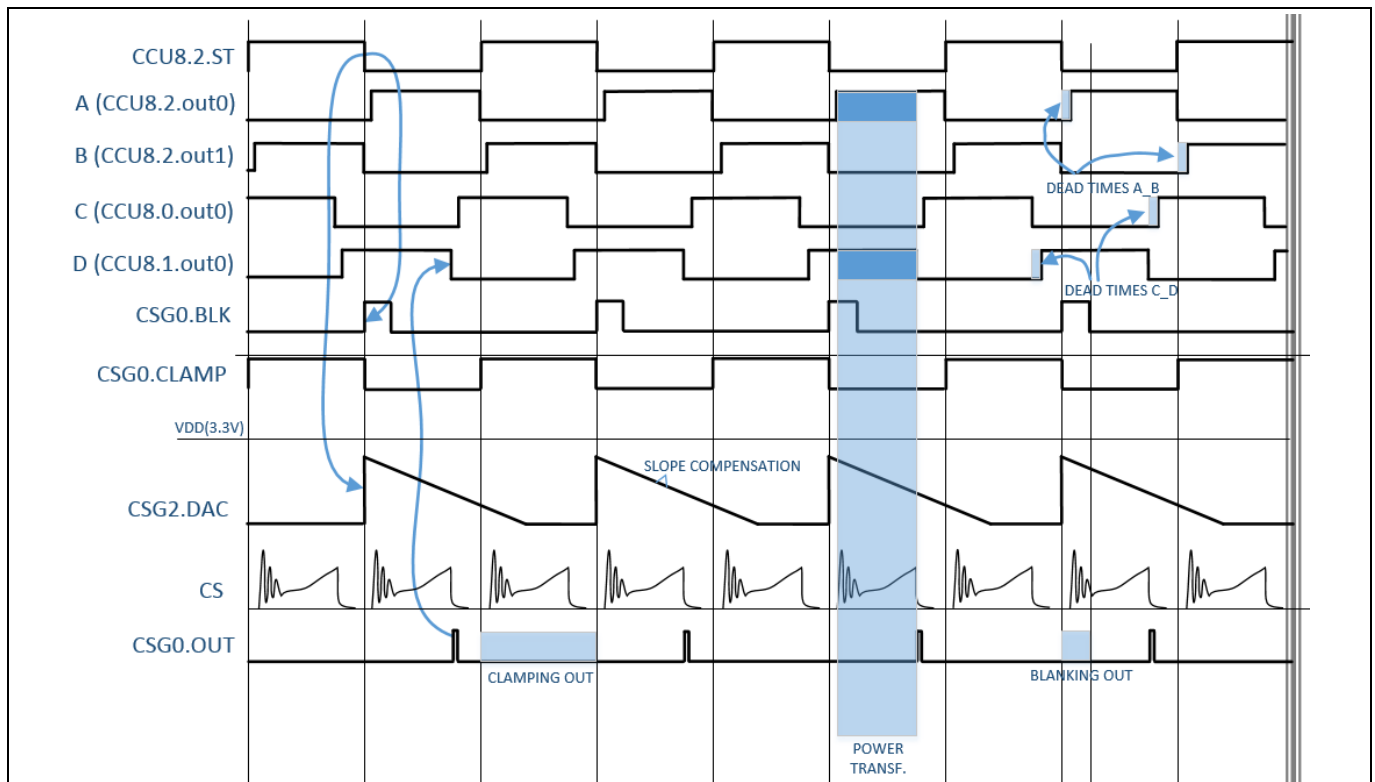 CCU8.2.ST
A (CCU8.2.out0)
B (CCU8.2.out1)
DEAD TIMES A_B
C (CCU8.0.out0)
D (CCU8.1.out0)
DEAD TIMES C_D
CSG0.BLK
CSG0.CLAMP
VDD(3.3V)
SLOPE COMPENSATION
CSG2.DAC
CS
CSG0.OUT
CLAMPING OUT
BLANKING OUT
POWER
TRANSF.